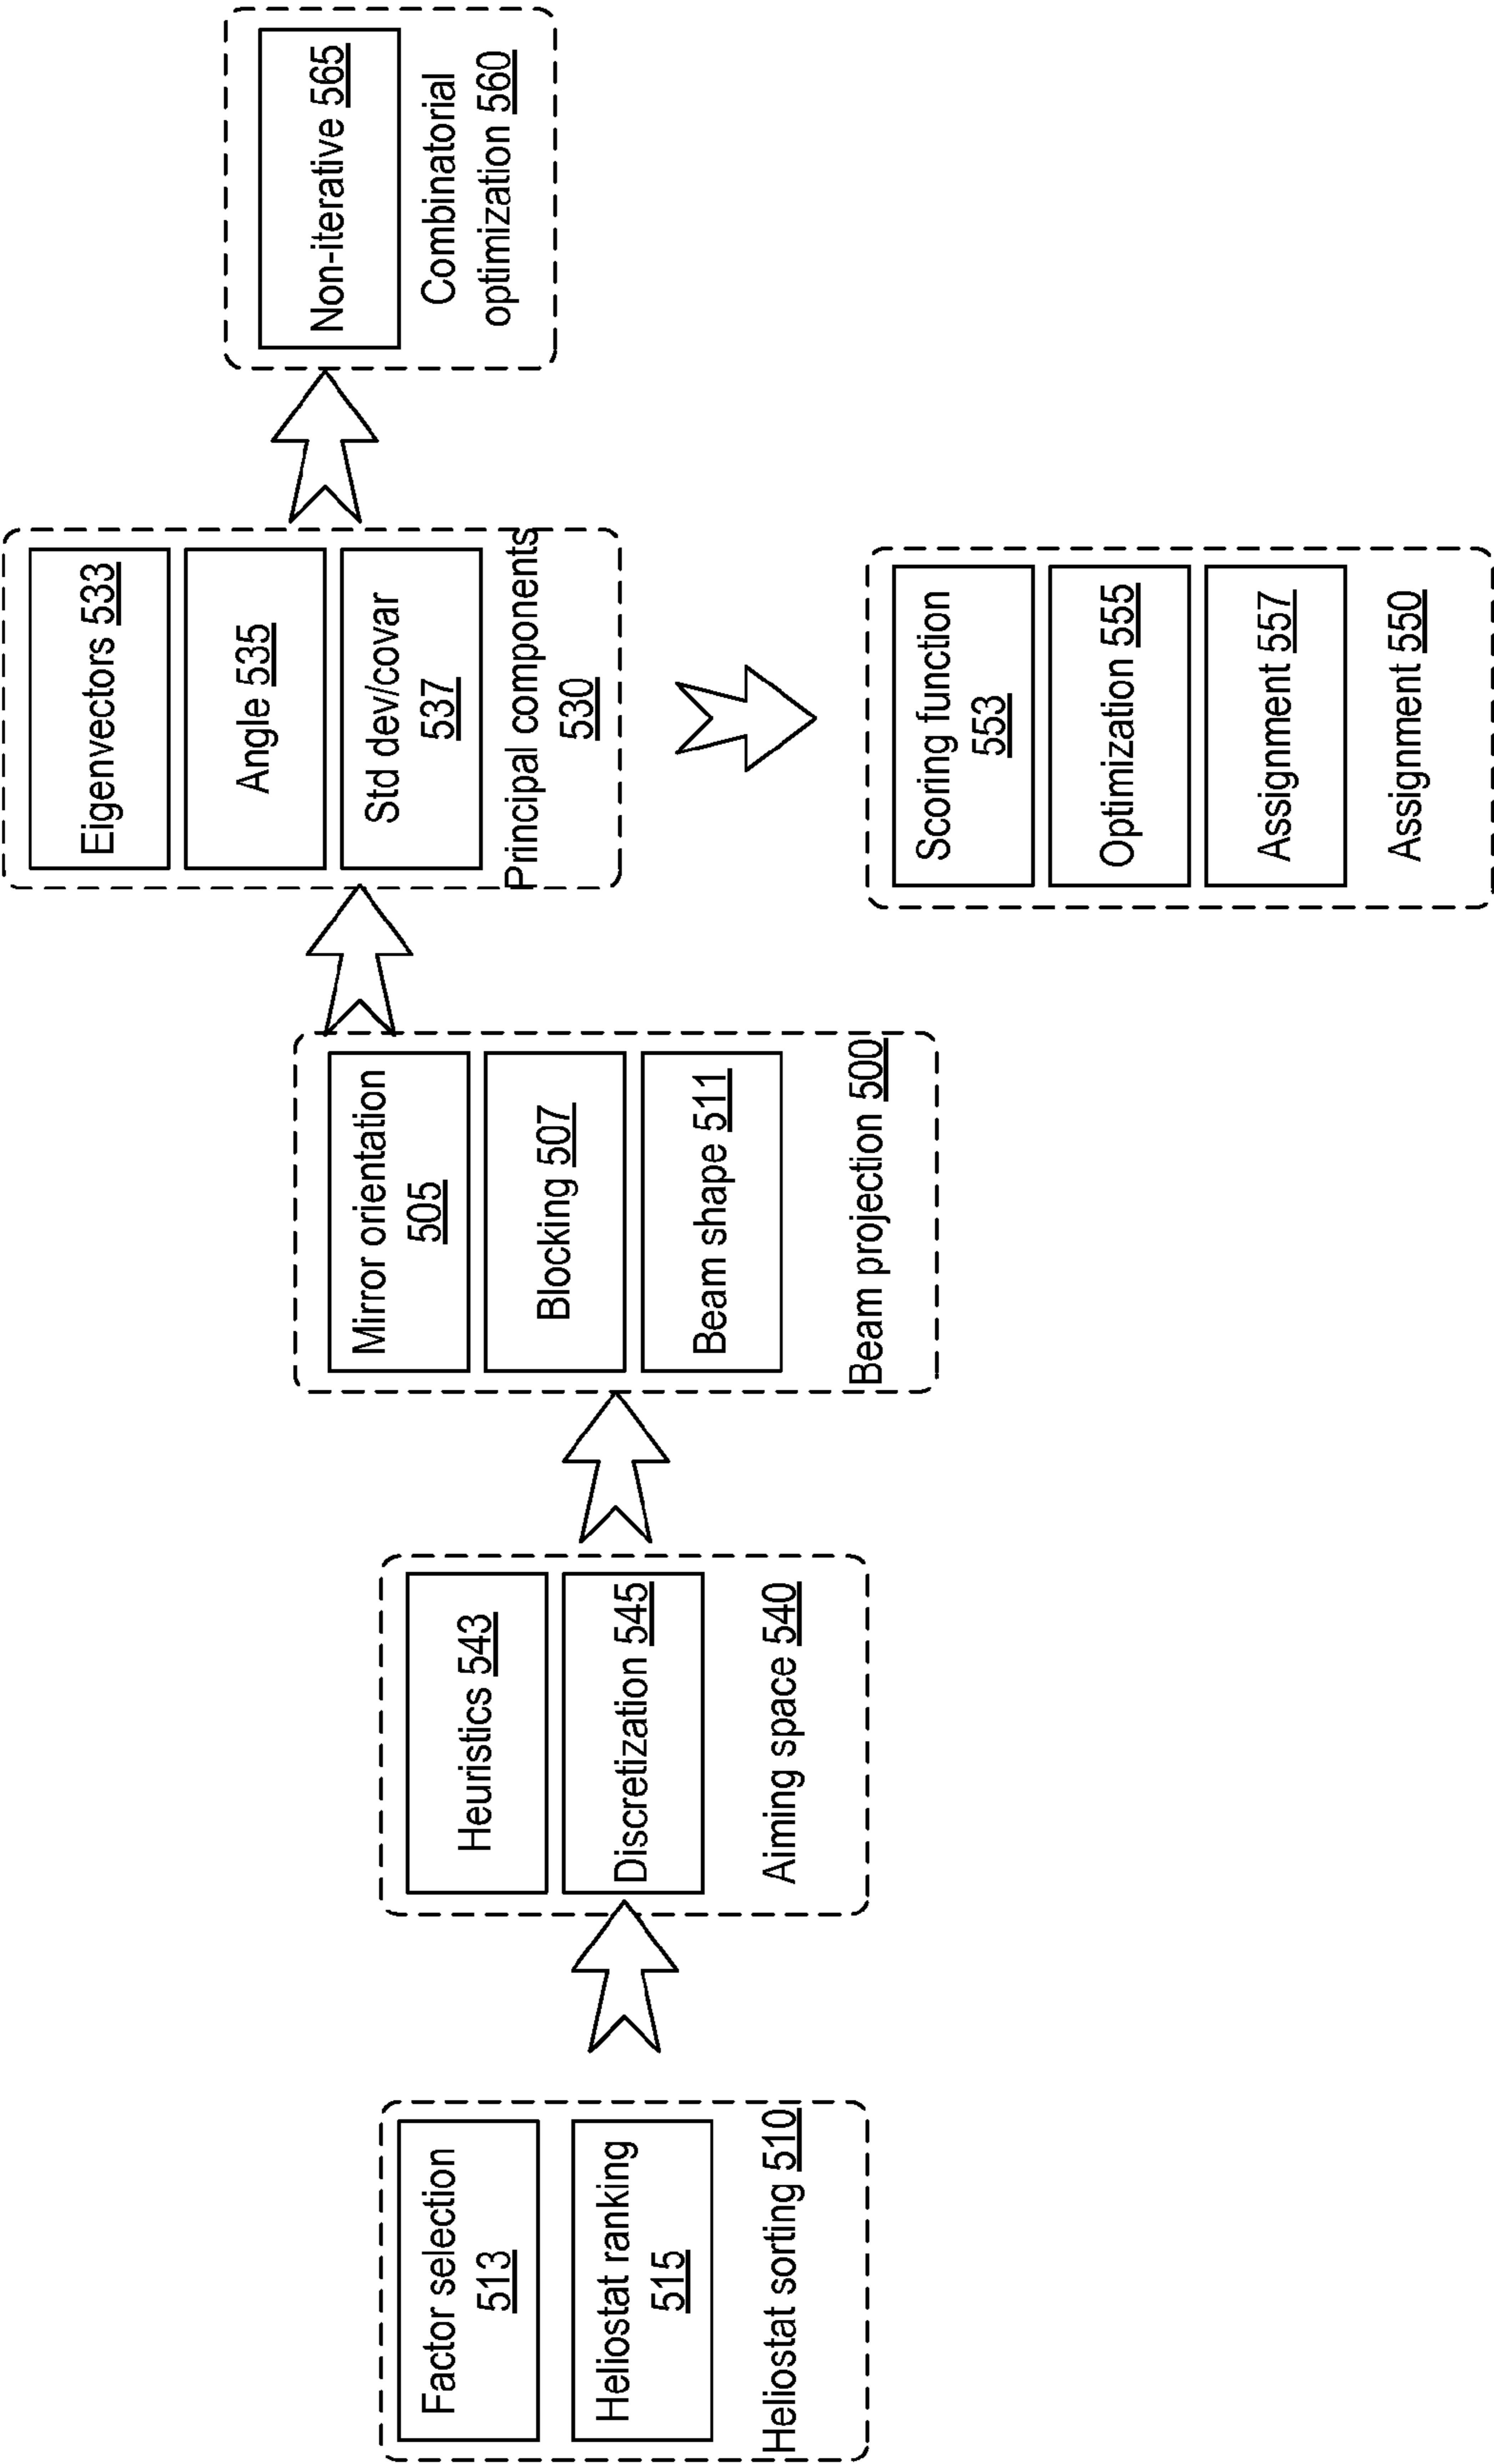 Factor selection
513
Heliostat ranking
515
Heliostat sorting 510
Heuristics 543
Discretization 545
Aiming space 540
Mirror orientation
505
Blocking 507
Beam shape 511
Beam projection 500
Eigenvectors 533
Angle 535
Std dev/covar
537
Principal components
530
Scoring function
553
Optimization 555
Assignment 557
Assignment 550
Non-iterative 565
Combinatorial
optimization 560